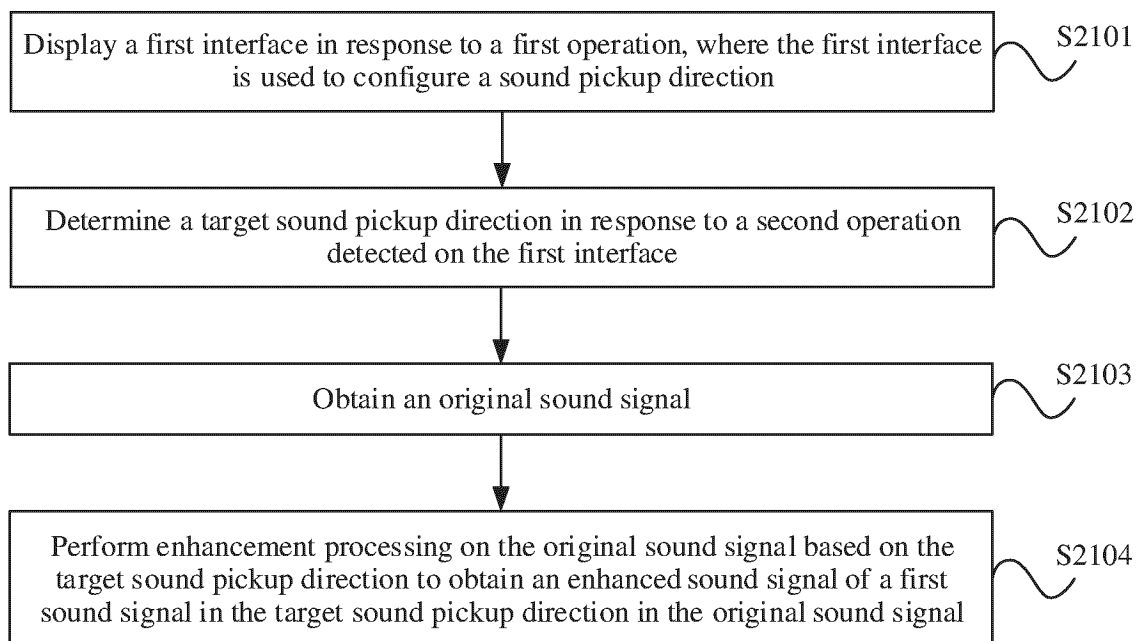 Display a first interface in response to a first operation, where the first interface
is used to configure a sound pickup direction
S2101
Determine a target sound pickup direction in response to a second operation
detected on the first interface
S2102
Obtain an original sound signal
S2103
Perform enhancement processing on the original sound signal based on the
target sound pickup direction to obtain an enhanced sound signal of a first
sound signal in the target sound pickup direction in the original sound signal
S2104